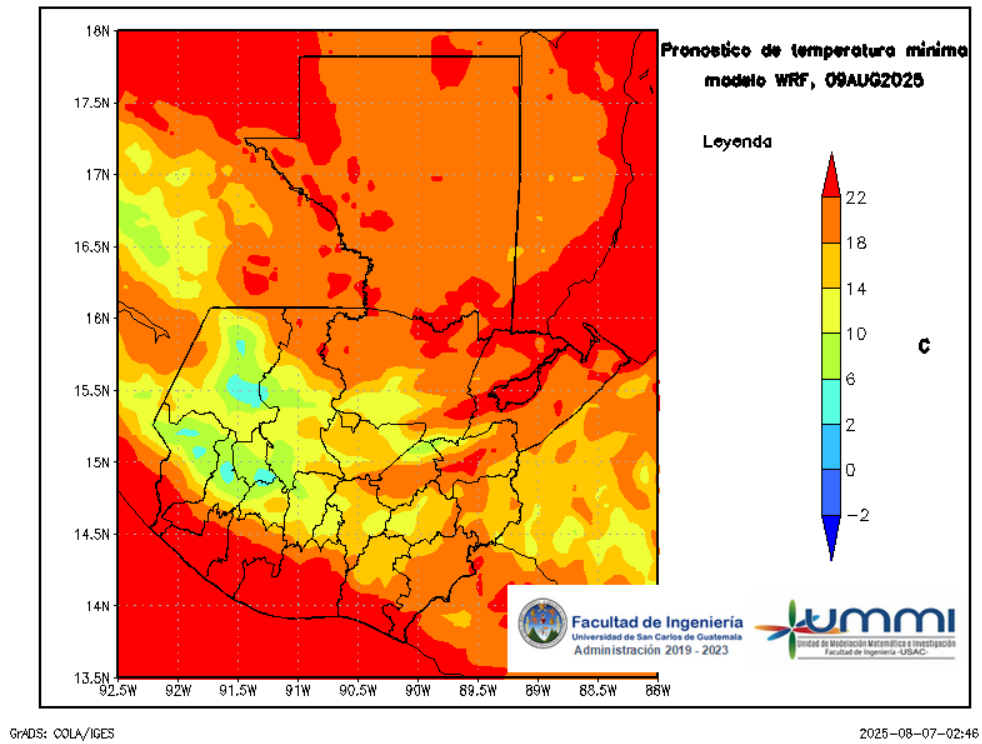 Pronostico de temperatura minima
modelo WRF, 09AUG2025
Leyenda
22
18
14
10
6
2
0
−2
C
18N
17.5N
17N
16.5N
16N
15.5N
15N
14.5N
14N
13.5N
92.5W 92W 91.5W 91W 90.5W 90W 89.5W 89W 88.5W 88W
Facultad de Ingeniería
Universidad de San Carlos de Guatemala
Administración 2019 - 2023
ummi
Unidad de Modelación Matemática e Investigación
Facultad de Ingeniería -USAC-
GrADS: COLA/IGES
2025-08-07-02:46